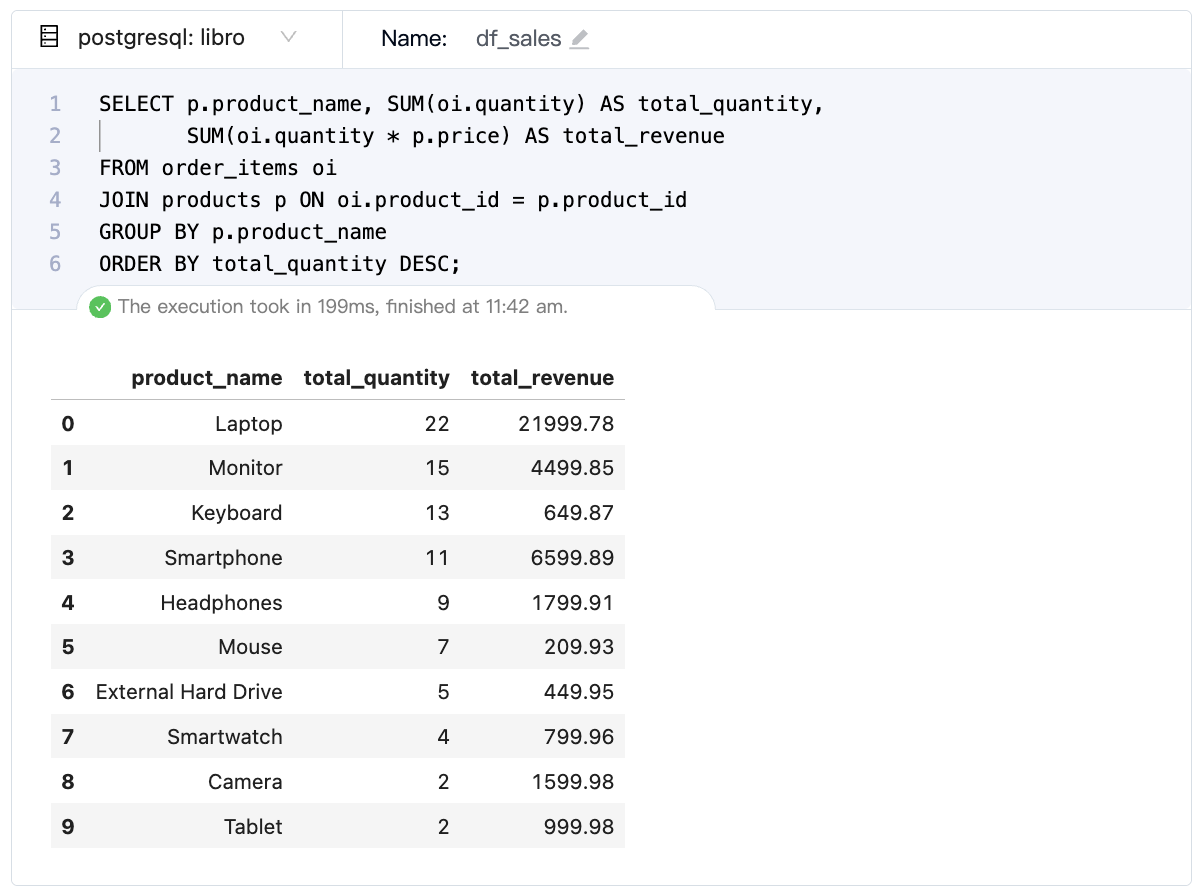 postgresql: libro Name: df_sales
1 SELECT p.product_name, SUM(oi.quantity) AS total_quantity,
2        SUM(oi.quantity * p.price) AS total_revenue
3 FROM order_items oi
4 JOIN products p ON oi.product_id = p.product_id
5 GROUP BY p.product_name
6 ORDER BY total_quantity DESC;
The execution took in 199ms, finished at 11:42 am.
product_name total_quantity total_revenue
0 Laptop 22 21999.78
1 Monitor 15 4499.85
2 Keyboard 13 649.87
3 Smartphone 11 6599.89
4 Headphones 9 1799.91
5 Mouse 7 209.93
6 External Hard Drive 5 449.95
7 Smartwatch 4 799.96
8 Camera 2 1599.98
9 Tablet 2 999.98